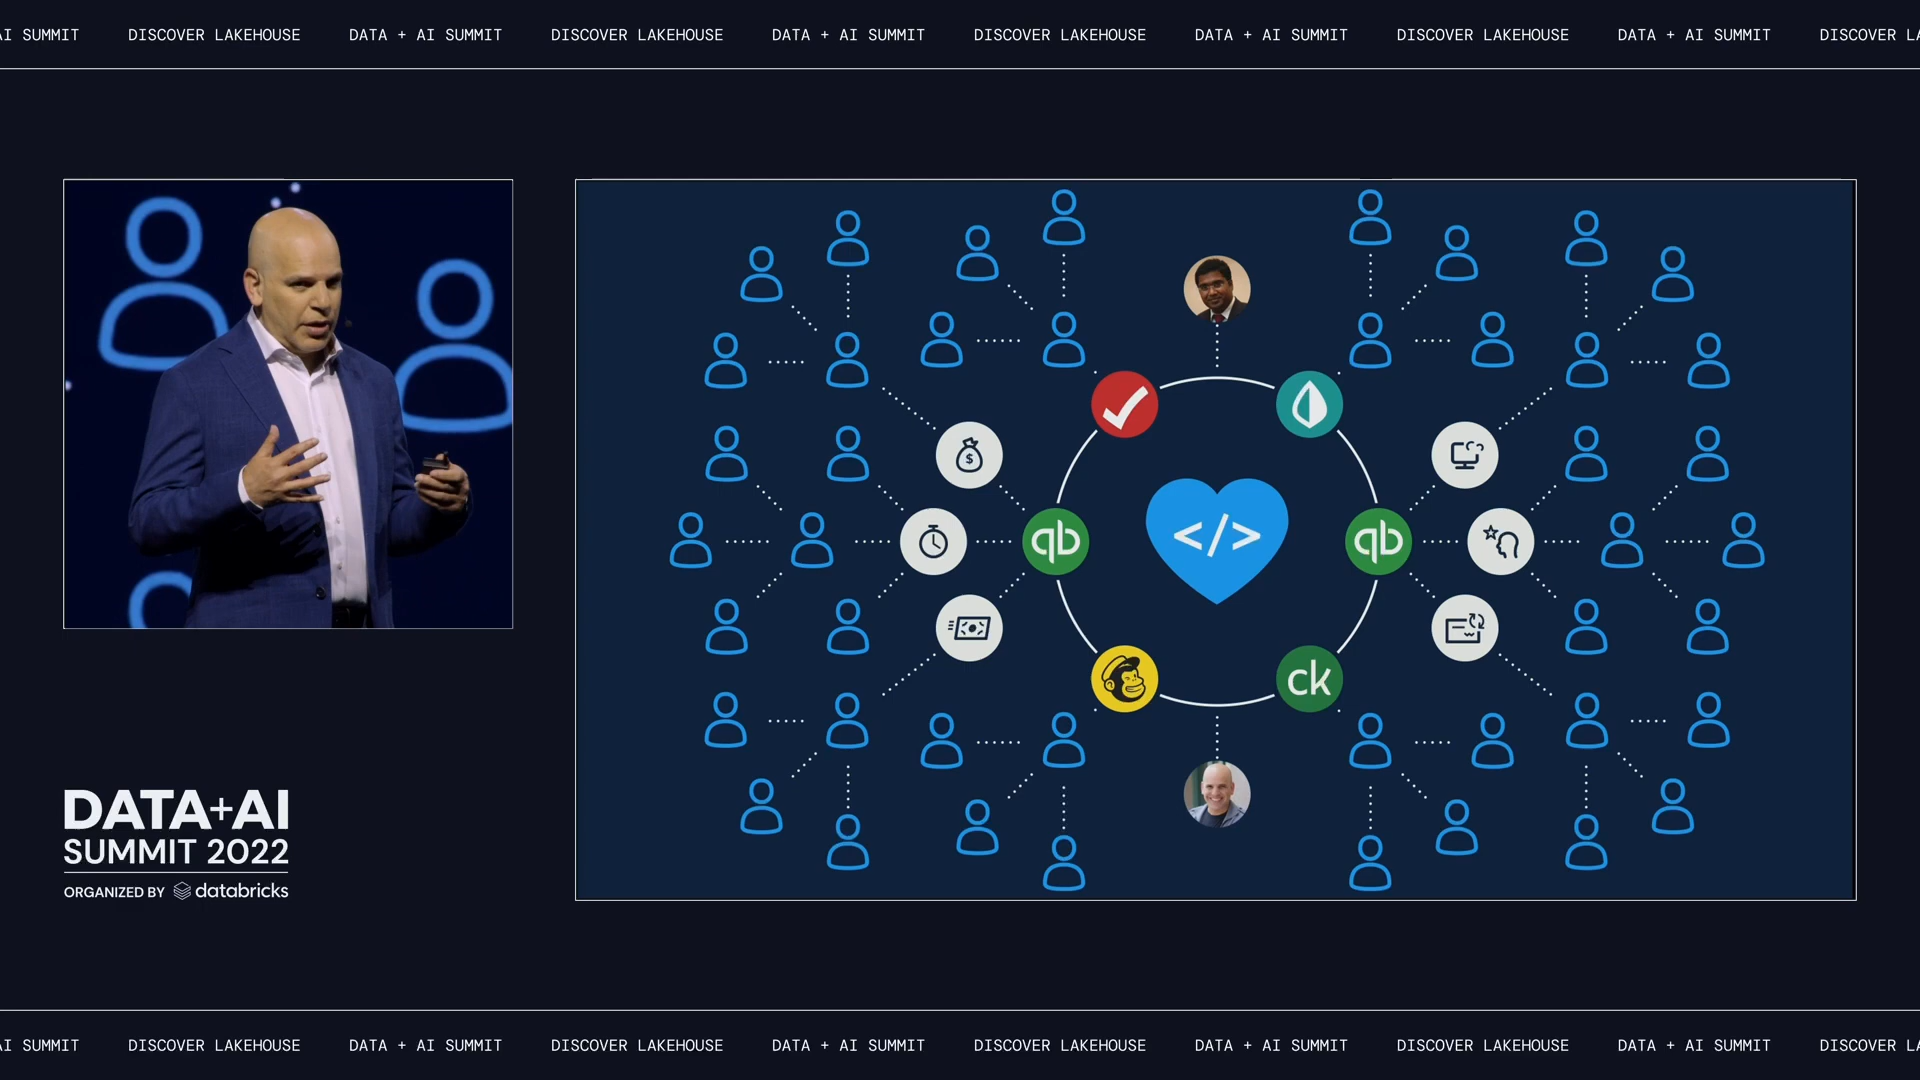 AI SUMMIT DISCOVER LAKEHOUSE DATA + AI SUMMIT DISCOVER LAKEHOUSE DATA + AI SUMMIT DISCOVER LAKEHOUSE DATA + AI SUMMIT DISCOVER LAKEHOUSE DATA + AI SUMMIT DISCOVER LA
$
qb
</>
qb
ck
DATA+AI
SUMMIT 2022
ORGANIZED BY databricks
AI SUMMIT DISCOVER LAKEHOUSE DATA + AI SUMMIT DISCOVER LAKEHOUSE DATA + AI SUMMIT DISCOVER LAKEHOUSE DATA + AI SUMMIT DISCOVER LAKEHOUSE DATA + AI SUMMIT DISCOVER LA